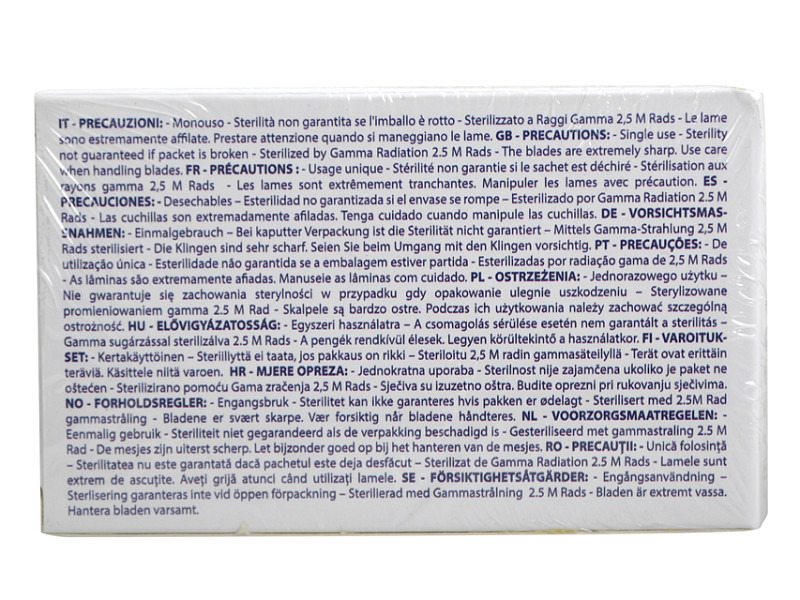 IT - PRECAUZIONI: - Monouso - Sterilità non garantita se l'imballo è rotto - Sterilizzato a Raggi Gamma 2,5 M Rads - Le lame
sono estremamente affilate. Prestare attenzione quando si maneggiano le lame. GB - PRECAUTIONS: - Single use - Sterility
not guaranteed if packet is broken - Sterilized by Gamma Radiation 2.5 M Rads - The blades are extremely sharp. Use care
when handling blades. FR - PRÉCAUTIONS : - Usage unique - Stérilité non garantie si le sachet est déchiré - Stérilisation aux
rayons gamma 2,5 M Rads - Les lames sont extrêmement tranchantes. Manipuler les lames avec précaution. ES -
PRECAUCIONES: - Desechables – Esterilidad no garantizada si el envase se rompe – Esterilizado por Gamma Radiation 2.5 M
Rads - Las cuchillas son extremadamente afiladas. Tenga cuidado cuando manipule las cuchillas. DE - VORSICHTSMAS-
SNAHMEN: - Einmalgebrauch – Bei kaputter Verpackung ist die Sterilität nicht garantiert – Mittels Gamma-Strahlung 2,5 M
Rads sterilisiert - Die Klingen sind sehr scharf. Seien Sie beim Umgang mit den Klingen vorsichtig. PT - PRECAUÇÕES: - De
utilização única - Esterilidade não garantida se a embalagem estiver partida - Esterilizadas por radiação gama de 2,5 M Rads
- As lâminas são extremamente afiadas. Manuseie as lâminas com cuidado. PL - OSTRZEŻENIA: - Jednorazowego użytku –
Nie gwarantuje się zachowania sterylności w przypadku gdy opakowanie ulegnie uszkodzeniu – Sterylizowane
promieniowaniem gamma 2.5 M Rad - Skalpele są bardzo ostre. Podczas ich użytkowania należy zachować szczególną
ostrożność. HU - ELŐVIGYÁZATOSSÁG: - Egyszeri használatra – A csomagolás sérülése esetén nem garantált a sterilitás –
Gamma sugárzással sterilizálva 2.5 M Rads - A pengék rendkívül élesek. Legyen körültekintő a használatkor. FI - VAROITUK-
SET: - Kertakäyttöinen – Steriiliyttä ei taata, jos pakkaus on rikki – Steriloitu 2,5 M radin gammasäteilyllä - Terät ovat erittäin
teräviä. Käsittele niitä varoen. HR - MJERE OPREZA: - Jednokratna uporaba – Sterilnost nije zajamčena ukoliko je paket ne
oštećen - Sterilizirano pomoću Gama zračenja 2,5 M Rads - Sječiva su izuzetno oštra. Budite oprezni pri rukovanju sječivima.
NO - FORHOLDSREGLER: - Engangsbruk - Sterilitet kan ikke garanteres hvis pakken er ødelagt - Sterilisert med 2.5M Rad
gammastråling - Bladene er svært skarpe. Vær forsiktig når bladene håndteres. NL - VOORZORGSMAATREGELEN: -
Eenmalig gebruik - Steriliteit niet gegarandeerd als de verpakking beschadigd is - Gesteriliseerd met gammastraling 2.5 M
Rad - De mesjes zijn uiterst scherp. Let bijzonder goed op bij het hanteren van de mesjes. RO - PRECAUȚII: - Unică folosință
– Sterilitatea nu este garantată dacă pachetul este deja desfăcut – Sterilizat de Gamma Radiation 2.5 M Rads - Lamele sunt
extrem de ascuțite. Aveți grijă atunci când utilizați lamele. SE - FÖRSIKTIGHETSÅTGÄRDER: - Engångsanvändning –
Sterlisering garanteras inte vid öppen förpackning – Sterilierad med Gammastrålning 2.5 M Rads - Bladen är extremt vassa.
Hantera bladen varsamt.